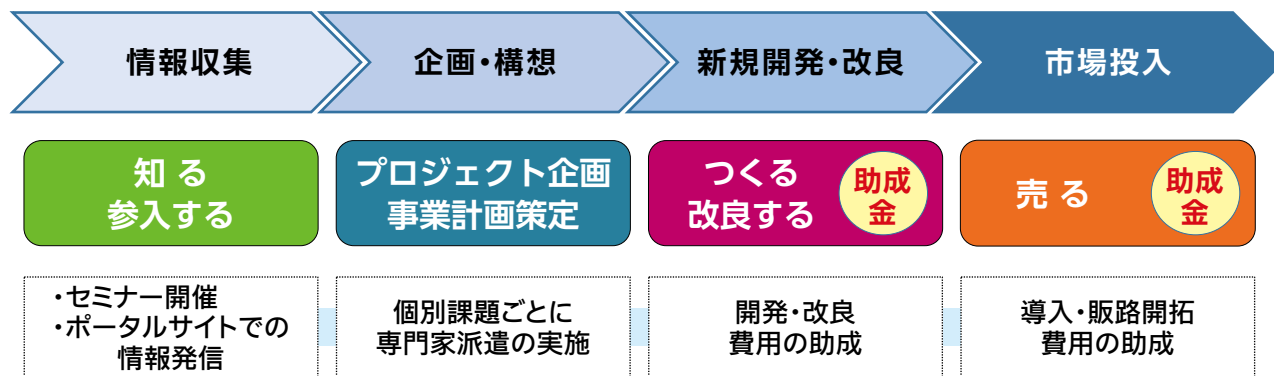 情報収集
企画・構想
新規開発・改良
市場投入
知 る
参入する
プロジェクト企画
事業計画策定
つくる
改良する
助成
金
売 る
助成
金
・セミナー開催
・ポータルサイトでの
情報発信
個別課題ごとに
専門家派遣の実施
開発・改良
費用の助成
導入・販路開拓
費用の助成